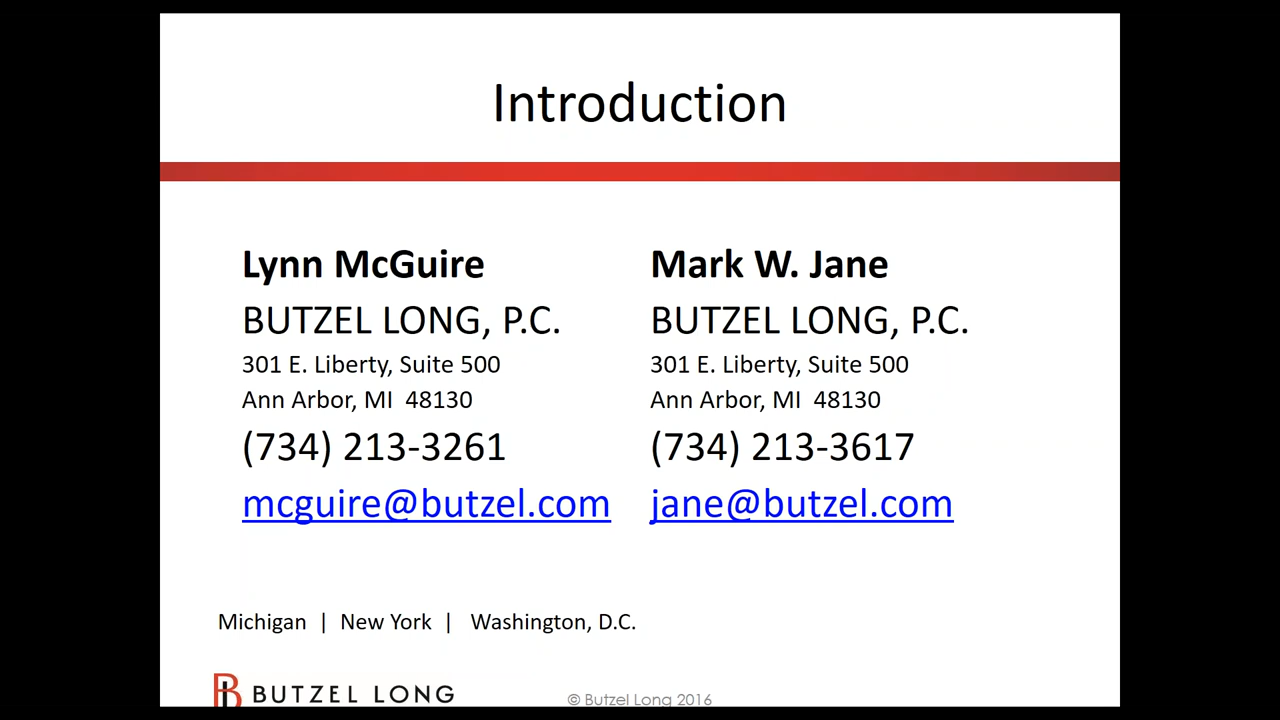 Introduction
Lynn McGuire
BUTZEL LONG, P.C.
301 E. Liberty, Suite 500
Ann Arbor, MI  48130
(734) 213-3261
mcguire@butzel.com
Mark W. Jane
BUTZEL LONG, P.C.
301 E. Liberty, Suite 500
Ann Arbor, MI  48130
(734) 213-3617
jane@butzel.com
Michigan | New York | Washington, D.C.
BUTZEL LONG
© Butzel Long 2016